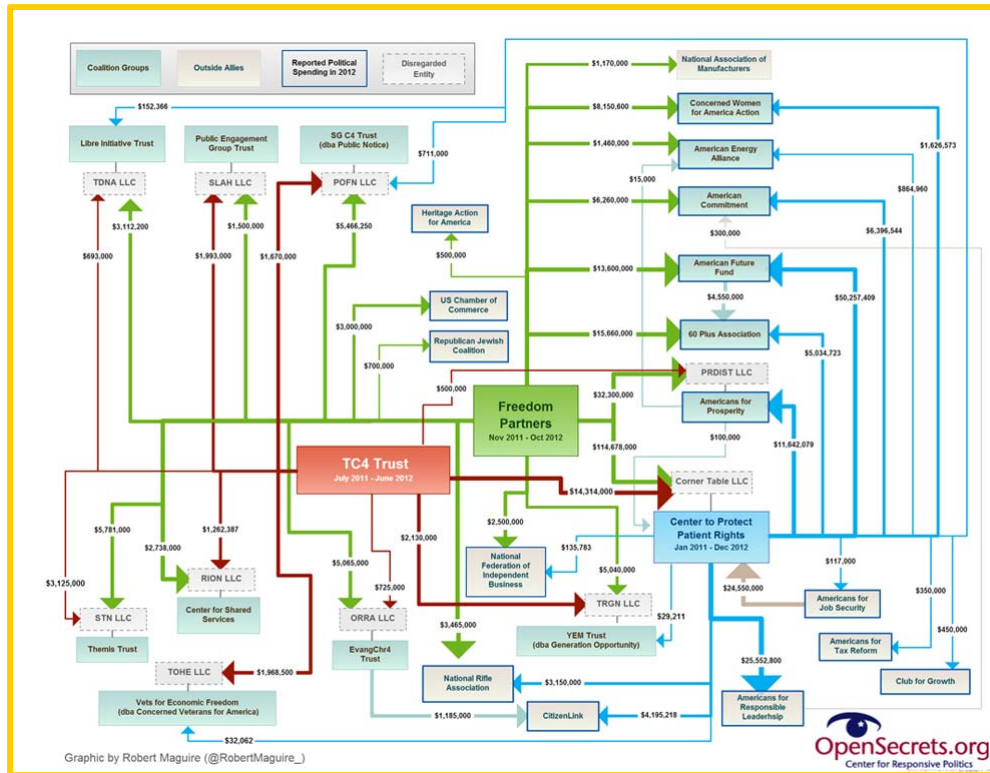 Coalition Groups
Outside Allies
Reported Political
Spending in 2012
Disregarded
Entity
$1,170,000
National Association of
Manufacturers
$152,366
$8,150,600
Concerned Women
for America Action
Libre Initiative Trust
Public Engagement
Group Trust
SG C4 Trust
(dba Public Notice)
$711,000
$1,460,000
American Energy
Alliance
$1,626,573
TDNA LLC
SLAH LLC
POFN LLC
$15,000
$864,960
Heritage Action
for America
$6,260,000
American
Commitment
$3,112,200
$1,500,000
$5,466,250
$300,000
$6,396,544
$693,000
$1,993,000
$1,670,000
$500,000
$13,600,000
American Future
Fund
$4,550,000
$50,257,409
US Chamber of
Commerce
$3,000,000
$15,660,000
60 Plus Association
Republican Jewish
Coalition
$5,034,723
$700,000
$500,000
PRDIST LLC
$32,300,000
Freedom
Partners
Nov 2011 - Oct 2012
Americans for
Prosperity
$114,678,000
$100,000
$11,642,079
TC4 Trust
July 2011 - June 2012
Corner Table LLC
$14,314,000
$2,500,000
Center to Protect
Patient Rights
Jan 2011 - Dec 2012
$5,781,000
$1,262,387
$2,738,000
$2,130,000
$135,783
National
Federation of
Independent
Business
$5,040,000
$117,000
$3,125,000
RION LLC
$5,065,000
$725,000
$24,550,000
$350,000
Center for Shared
Services
STN LLC
ORRA LLC
$3,465,000
TRGN LLC
$29,211
Americans for
Job Security
$450,000
Themis Trust
EvangChr4
Trust
YEM Trust
(dba Generation Opportunity)
Americans for
Tax Reform
TOHE LLC
$1,968,500
$25,552,800
National Rifle
Association
$3,150,000
Club for Growth
Vets for Economic Freedom
(dba Concerned Veterans for America)
$1,185,000
CitizenLink
$4,195,218
Americans for
Responsible
Leadership
$32,062
Graphic by Robert Maguire (@RobertMaguire_)
OpenSecrets.org
Center for Responsive Politics